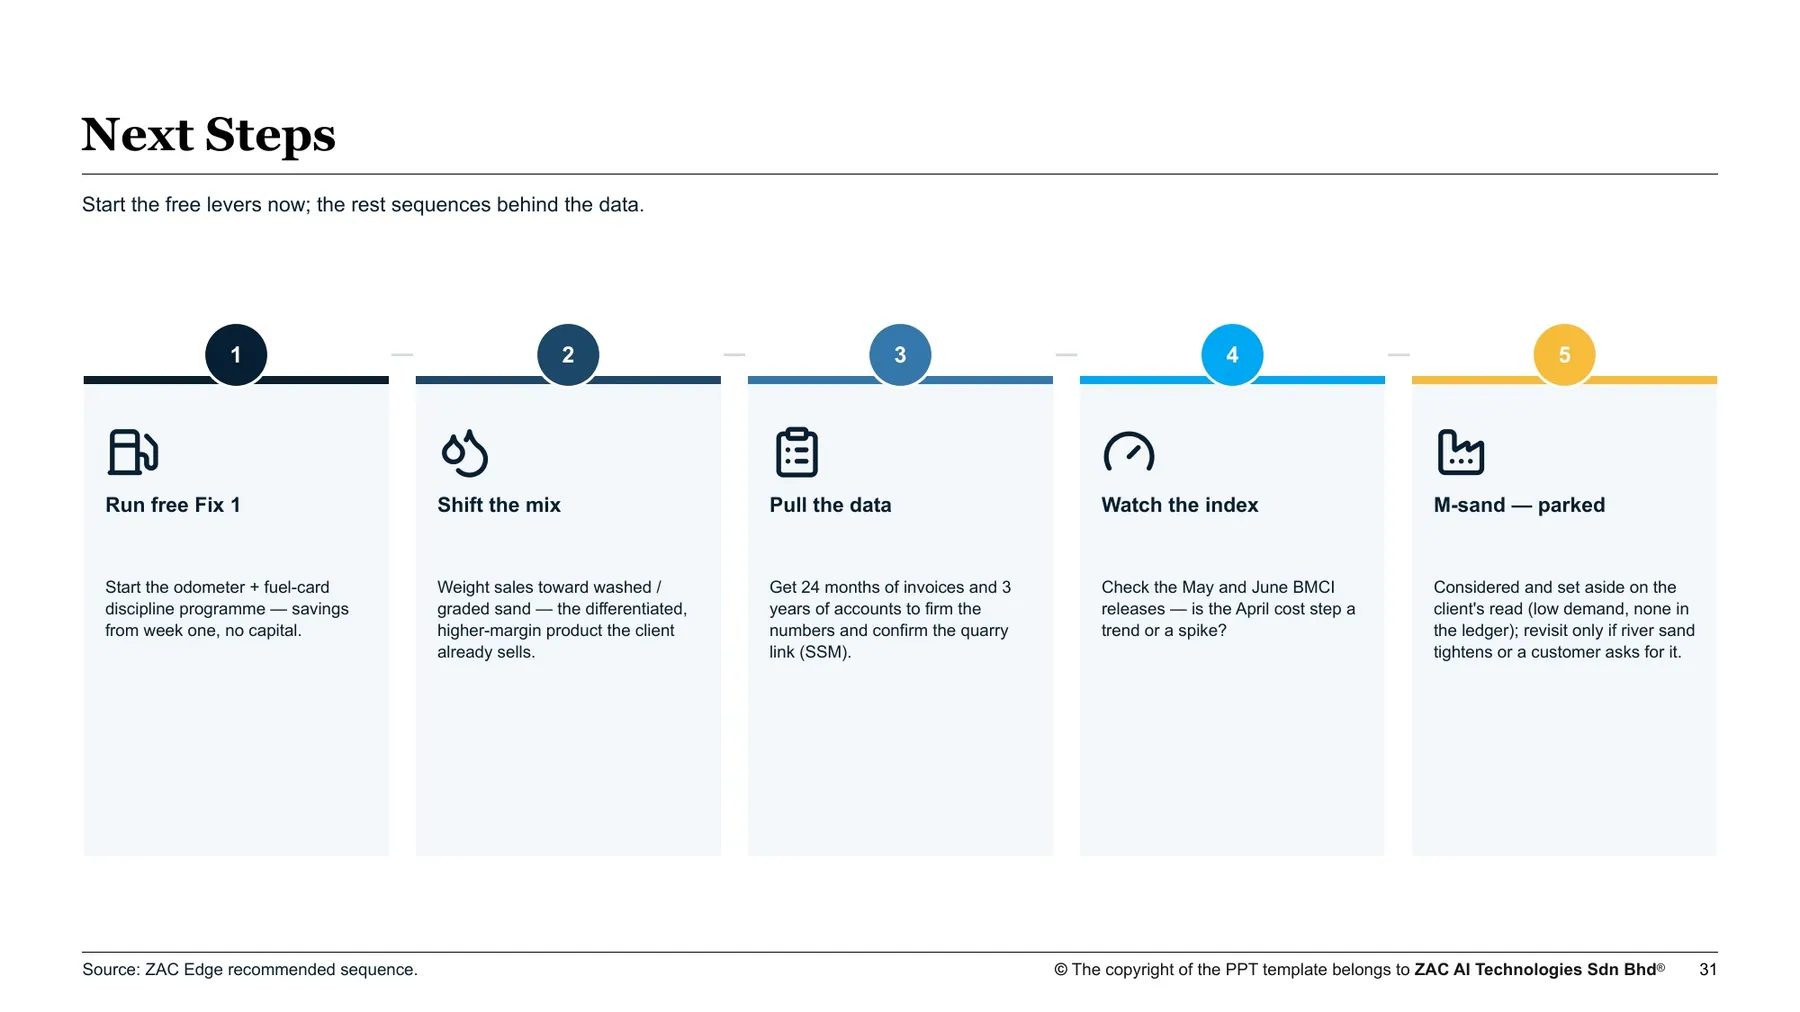 Next Steps
Start the free levers now; the rest sequences behind the data.
1
Run free Fix 1
Start the odometer + fuel-card
discipline programme — savings
from week one, no capital.
2
Shift the mix
Weight sales toward washed /
graded sand — the differentiated,
higher-margin product the client
already sells.
3
Pull the data
Get 24 months of invoices and 3
years of accounts to firm the
numbers and confirm the quarry
link (SSM).
4
Watch the index
Check the May and June BMCI
releases — is the April cost step a
trend or a spike?
5
M-sand — parked
Considered and set aside on the
client's read (low demand, none in
the ledger); revisit only if river sand
tightens or a customer asks for it.
Source: ZAC Edge recommended sequence.
© The copyright of the PPT template belongs to ZAC AI Technologies Sdn Bhd®
31